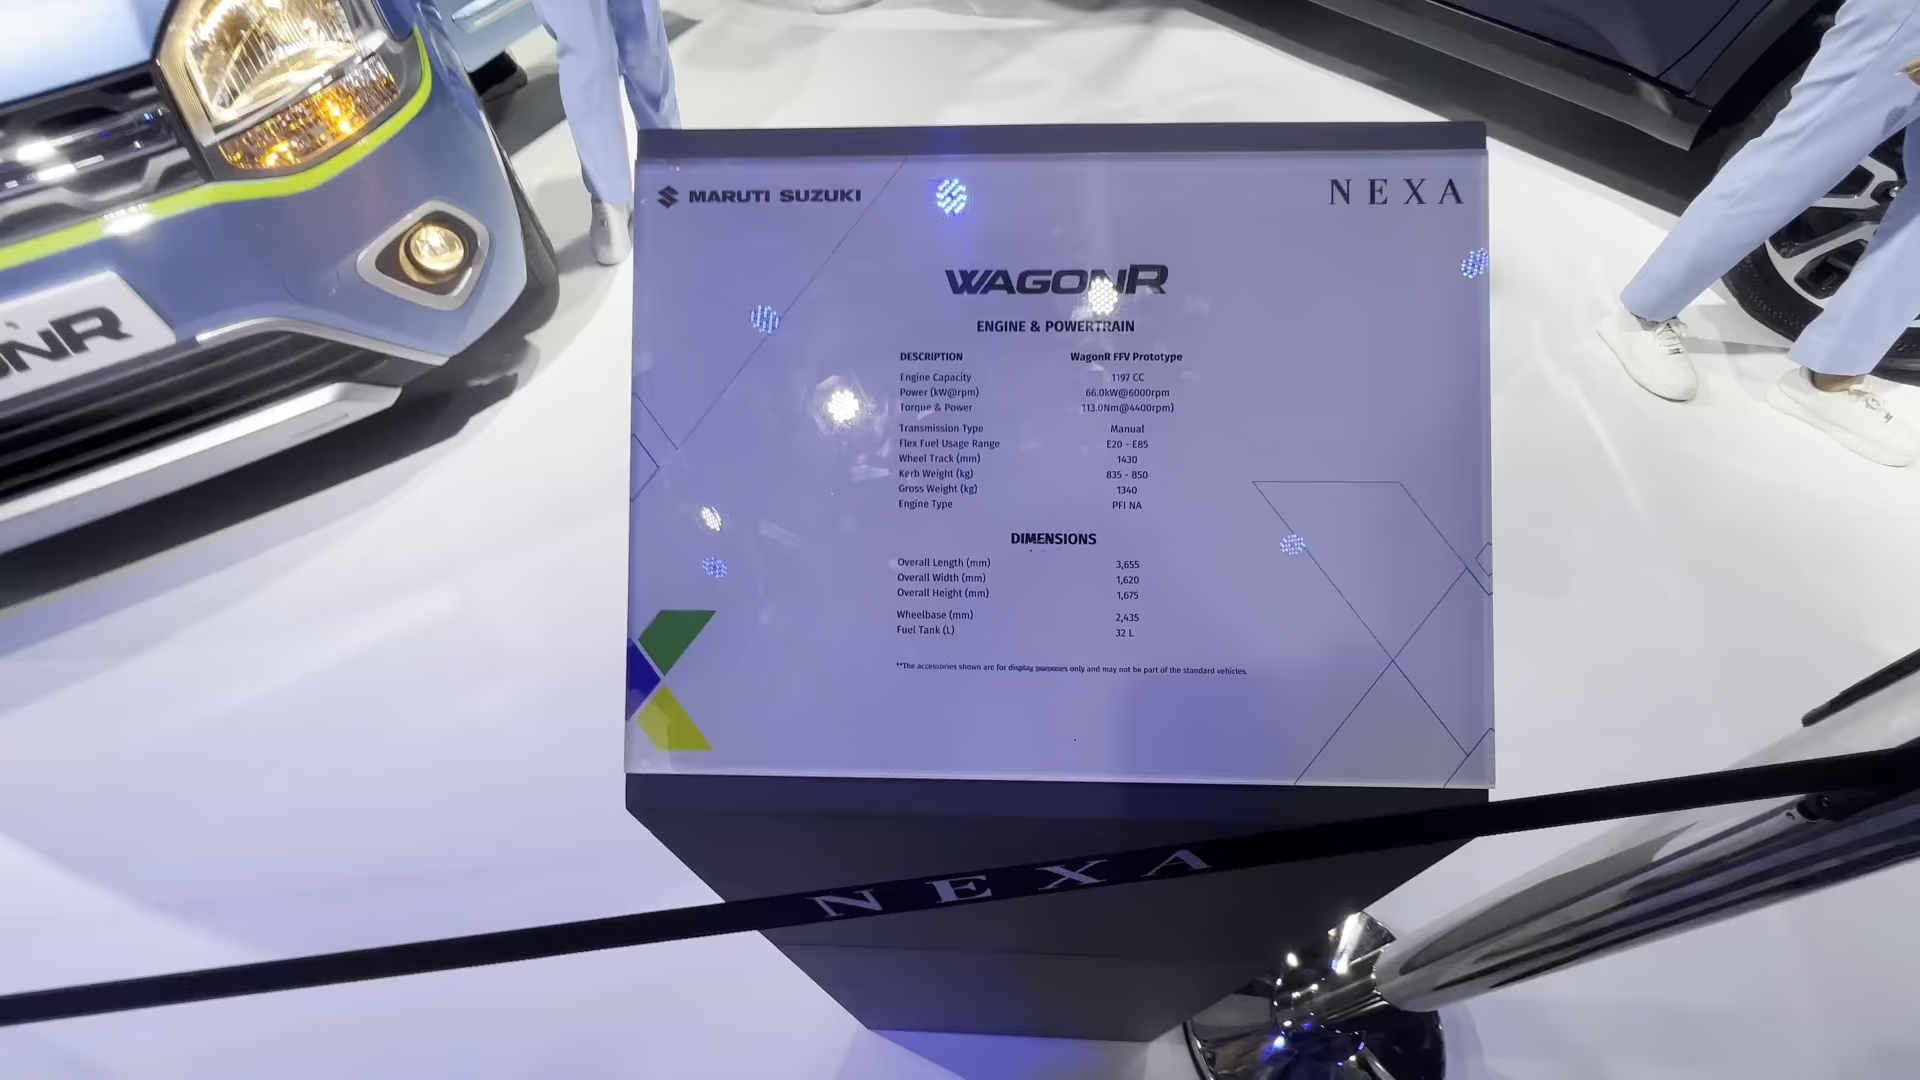 MARUTI SUZUKI
NEXA
WAGONR
ENGINE & POWERTRAIN
DESCRIPTION WagonR FFV Prototype
Engine Capacity 1197 CC
Power (kW@rpm) 66.0kW@6000rpm
Torque & Power 113.0Nm@4400rpm)
Transmission Type Manual
Flex Fuel Usage Range E20 - E85
Wheel Track (mm) 1430
Kerb Weight (kg) 835 - 850
Gross Weight (kg) 1340
Engine Type PFI NA
DIMENSIONS
Overall Length (mm) 3,655
Overall Width (mm) 1,620
Overall Height (mm) 1,675
Wheelbase (mm) 2,435
Fuel Tank (L) 32 L
**The accessories shown are for display purposes only and may not be part of the standard vehicles.
NEXA